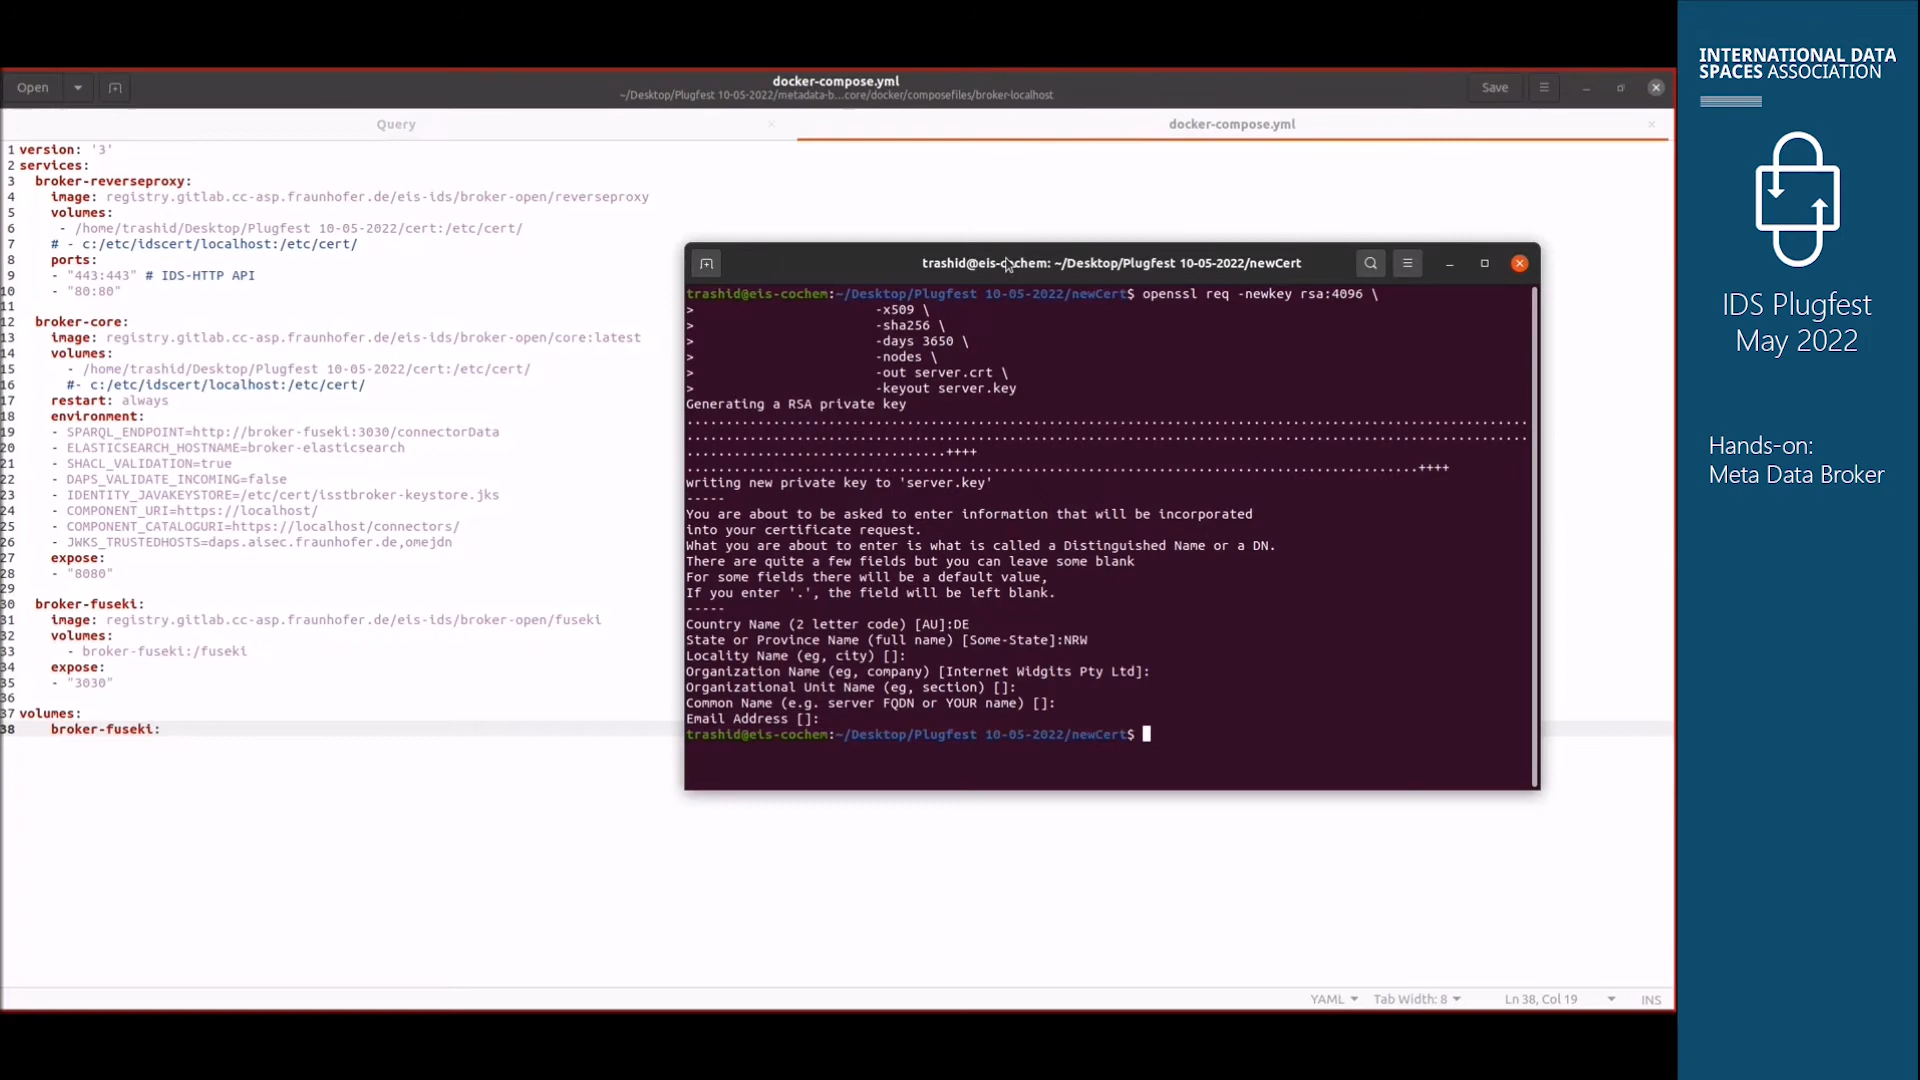 Open
docker-compose.yml
~/Desktop/Plugfest 10-05-2022/metadata-b...core/docker/composefiles/broker-localhost
Save
Query
docker-compose.yml
1 version: '3'
2 services:
3 broker-reverseproxy:
4 image: registry.gitlab.cc-asp.fraunhofer.de/eis-ids/broker-open/reverseproxy
5 volumes:
6 - /home/trashid/Desktop/Plugfest 10-05-2022/cert:/etc/cert/
7 # - c:/etc/idscert/localhost:/etc/cert/
8 ports:
9 - "443:443" # IDS-HTTP API
10 - "80:80"
11
12 broker-core:
13 image: registry.gitlab.cc-asp.fraunhofer.de/eis-ids/broker-open/core:latest
14 volumes:
15 - /home/trashid/Desktop/Plugfest 10-05-2022/cert:/etc/cert/
16 #- c:/etc/idscert/localhost:/etc/cert/
17 restart: always
18 environment:
19 - SPARQL_ENDPOINT=http://broker-fuseki:3030/connectorData
20 - ELASTICSEARCH_HOSTNAME=broker-elasticsearch
21 - SHACL_VALIDATION=true
22 - DAPS_VALIDATE_INCOMING=false
23 - IDENTITY_JAVAKEYSTORE=/etc/cert/isstbroker-keystore.jks
24 - COMPONENT_URI=https://localhost/
25 - COMPONENT_CATALOGURI=https://localhost/connectors/
26 - JWKS_TRUSTEDHOSTS=daps.aisec.fraunhofer.de,omejdn
27 expose:
28 - "8080"
29
30 broker-fuseki:
31 image: registry.gitlab.cc-asp.fraunhofer.de/eis-ids/broker-open/fuseki
32 volumes:
33 - broker-fuseki:/fuseki
34 expose:
35 - "3030"
36
37 volumes:
38 broker-fuseki:
trashid@eis-cochem: ~/Desktop/Plugfest 10-05-2022/newCert
trashid@eis-cochem:~/Desktop/Plugfest 10-05-2022/newCert$ openssl req -newkey rsa:4096 \
> -x509 \
> -sha256 \
> -days 3650 \
> -nodes \
> -out server.crt \
> -keyout server.key
Generating a RSA private key
..........................................................................................................
..........................................................................................................
.................................++++
............................................................................................++++
writing new private key to 'server.key'
-----
You are about to be asked to enter information that will be incorporated
into your certificate request.
What you are about to enter is what is called a Distinguished Name or a DN.
There are quite a few fields but you can leave some blank
For some fields there will be a default value,
If you enter '.', the field will be left blank.
-----
Country Name (2 letter code) [AU]:DE
State or Province Name (full name) [Some-State]:NRW
Locality Name (eg, city) []:
Organization Name (eg, company) [Internet Widgits Pty Ltd]:
Organizational Unit Name (eg, section) []:
Common Name (e.g. server FQDN or YOUR name) []:
Email Address []:
trashid@eis-cochem:~/Desktop/Plugfest 10-05-2022/newCert$
YAML Tab Width: 8 Ln 38, Col 19 INS
INTERNATIONAL DATA
SPACES ASSOCIATION
IDS Plugfest
May 2022
Hands-on:
Meta Data Broker